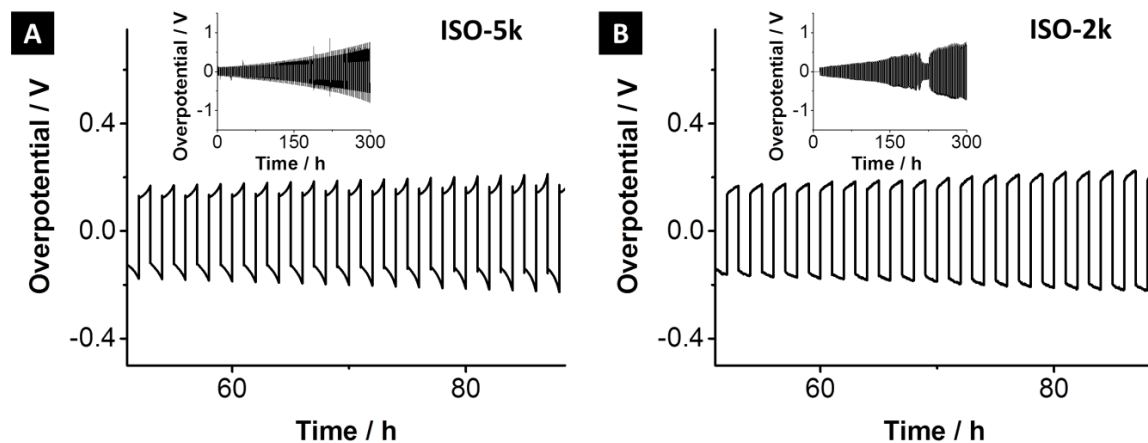 A
ISO-5k
Overpotential / V
1
0
-1
0
150
300
Time / h
Overpotential / V
0.4
0.0
-0.4
60
80
Time / h
B
ISO-2k
Overpotential / V
1
0
-1
0
150
300
Time / h
Overpotential / V
0.4
0.0
-0.4
60
80
Time / h